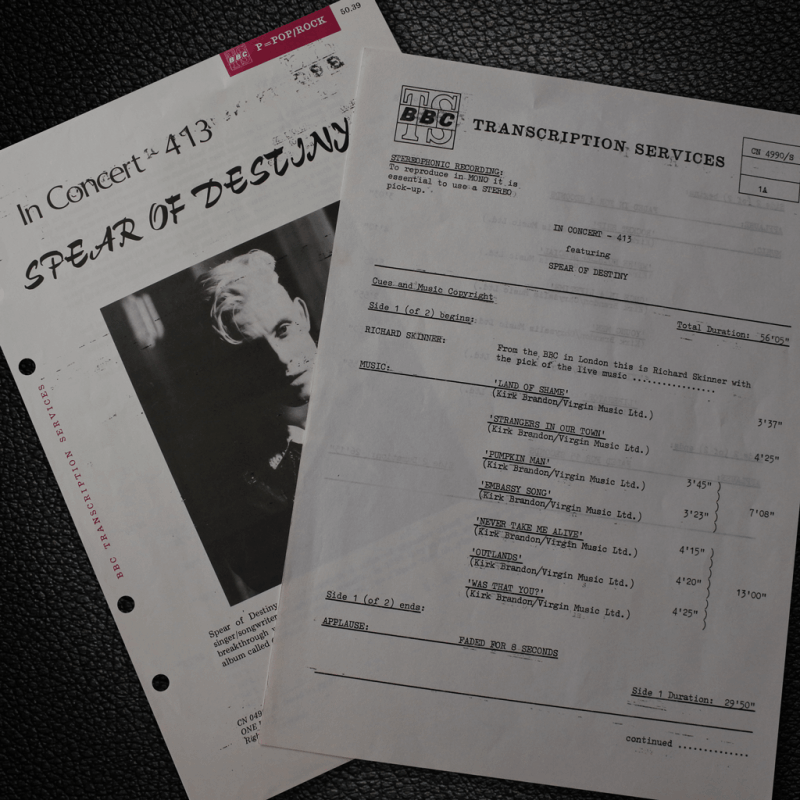 50.39
BBC P=POP/ROCK
In Concert - 413
SPEAR OF DESTINY
BBC TRANSCRIPTION SERVICES
Spear of Destiny
singer/songwriter
breakthrough
album called
CN 049
ONE
TS
BBC
TRANSCRIPTION SERVICES
CN 4990/S
1A
STEREOPHONIC RECORDING:
To reproduce in MONO it is
essential to use a STEREO
pick-up.
IN CONCERT - 413
featuring
SPEAR OF DESTINY
Cues and Music Copyright
Total Duration: 56'05"
Side 1 (of 2) begins:
RICHARD SKINNER:
From the BBC in London this is Richard Skinner with
the pick of the live music ................
MUSIC:
'LAND OF SHAME'
(Kirk Brandon/Virgin Music Ltd.) 3'37"
'STRANGERS IN OUR TOWN'
(Kirk Brandon/Virgin Music Ltd.) 4'25"
'PUMPKIN MAN'
(Kirk Brandon/Virgin Music Ltd.) 3'45"
'EMBASSY SONG'
(Kirk Brandon/Virgin Music Ltd.) 3'23" 7'08"
'NEVER TAKE ME ALIVE'
(Kirk Brandon/Virgin Music Ltd.) 4'15"
'OUTLANDS'
(Kirk Brandon/Virgin Music Ltd.) 4'20"
13'00"
'WAS THAT YOU?'
(Kirk Brandon/Virgin Music Ltd.) 4'25"
Side 1 (of 2) ends:
APPLAUSE:
FADED FOR 8 SECONDS
Side 1 Duration: 29'50"
continued ..............